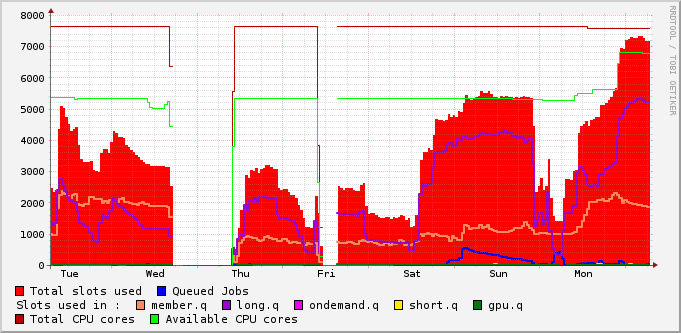 8000
7000
6000
5000
4000
3000
2000
1000
0
Tue Wed Thu Fri Sat Sun Mon
RRDTOOL / TOBI OETIKER
Total slots used Queued Jobs
Slots used in : member.q long.q ondemand.q short.q gpu.q
Total CPU cores Available CPU cores